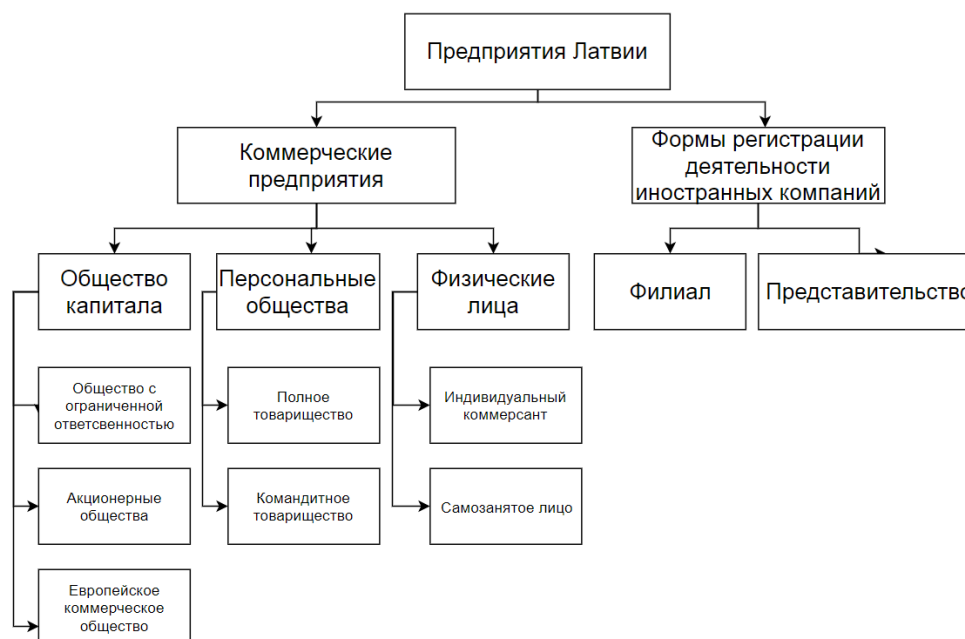 Предприятия Латвии
Коммерческие
предприятия
Формы регистрации
деятельности
иностранных компаний
Общество
капитала
Персональные
общества
Физические
лица
Филиал
Представительство
Общество с
ограниченной
ответсвенностью
Полное
товарищество
Индивидуальный
коммерсант
Акционерные
общества
Командитное
товарищество
Самозанятое лицо
Европейское
коммерческое
общество